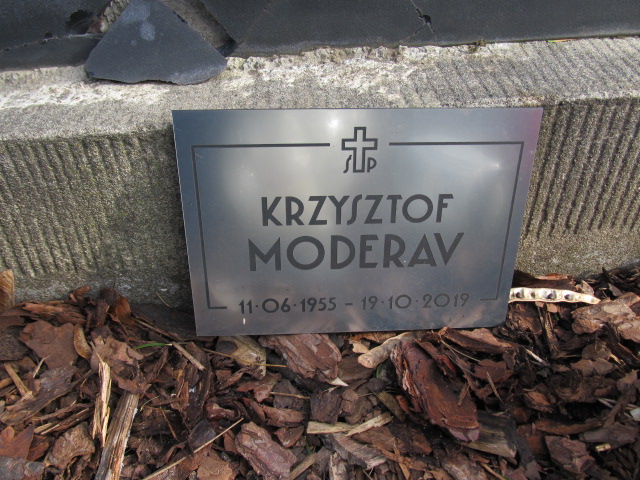 S P
KRZYSZTOF
MODERAV
11·06·1955 - 19·10·2019